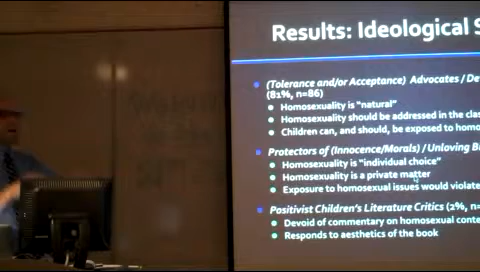 Results: Ideological S
(Tolerance and/or Acceptance) Advocates / De
(81%, n=86)
Homosexuality is "natural"
Homosexuality should be addressed in the clas
Children can, and should, be exposed to homo
Protectors of (Innocence/Morals) / Unloving B
Homosexuality is "individual choice"
Homosexuality is a private matter
Exposure to homosexual issues would violate
Positivist Children's Literature Critics (2%, n=
Devoid of commentary on homosexual conte
Responds to aesthetics of the book